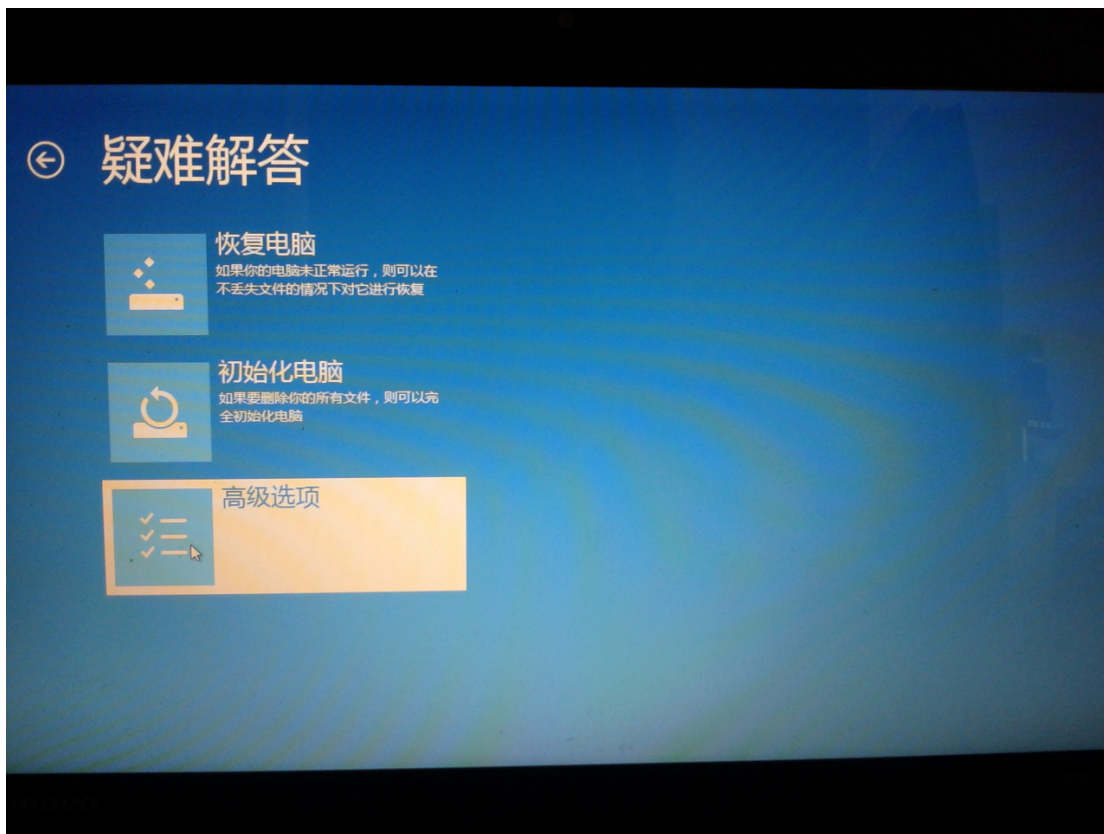 疑难解答
恢复电脑
如果你的电脑未正常运行，则可以在
不丢失文件的情况下对它进行恢复
初始化电脑
如果要删除你的所有文件，则可以完
全初始化电脑
高级选项